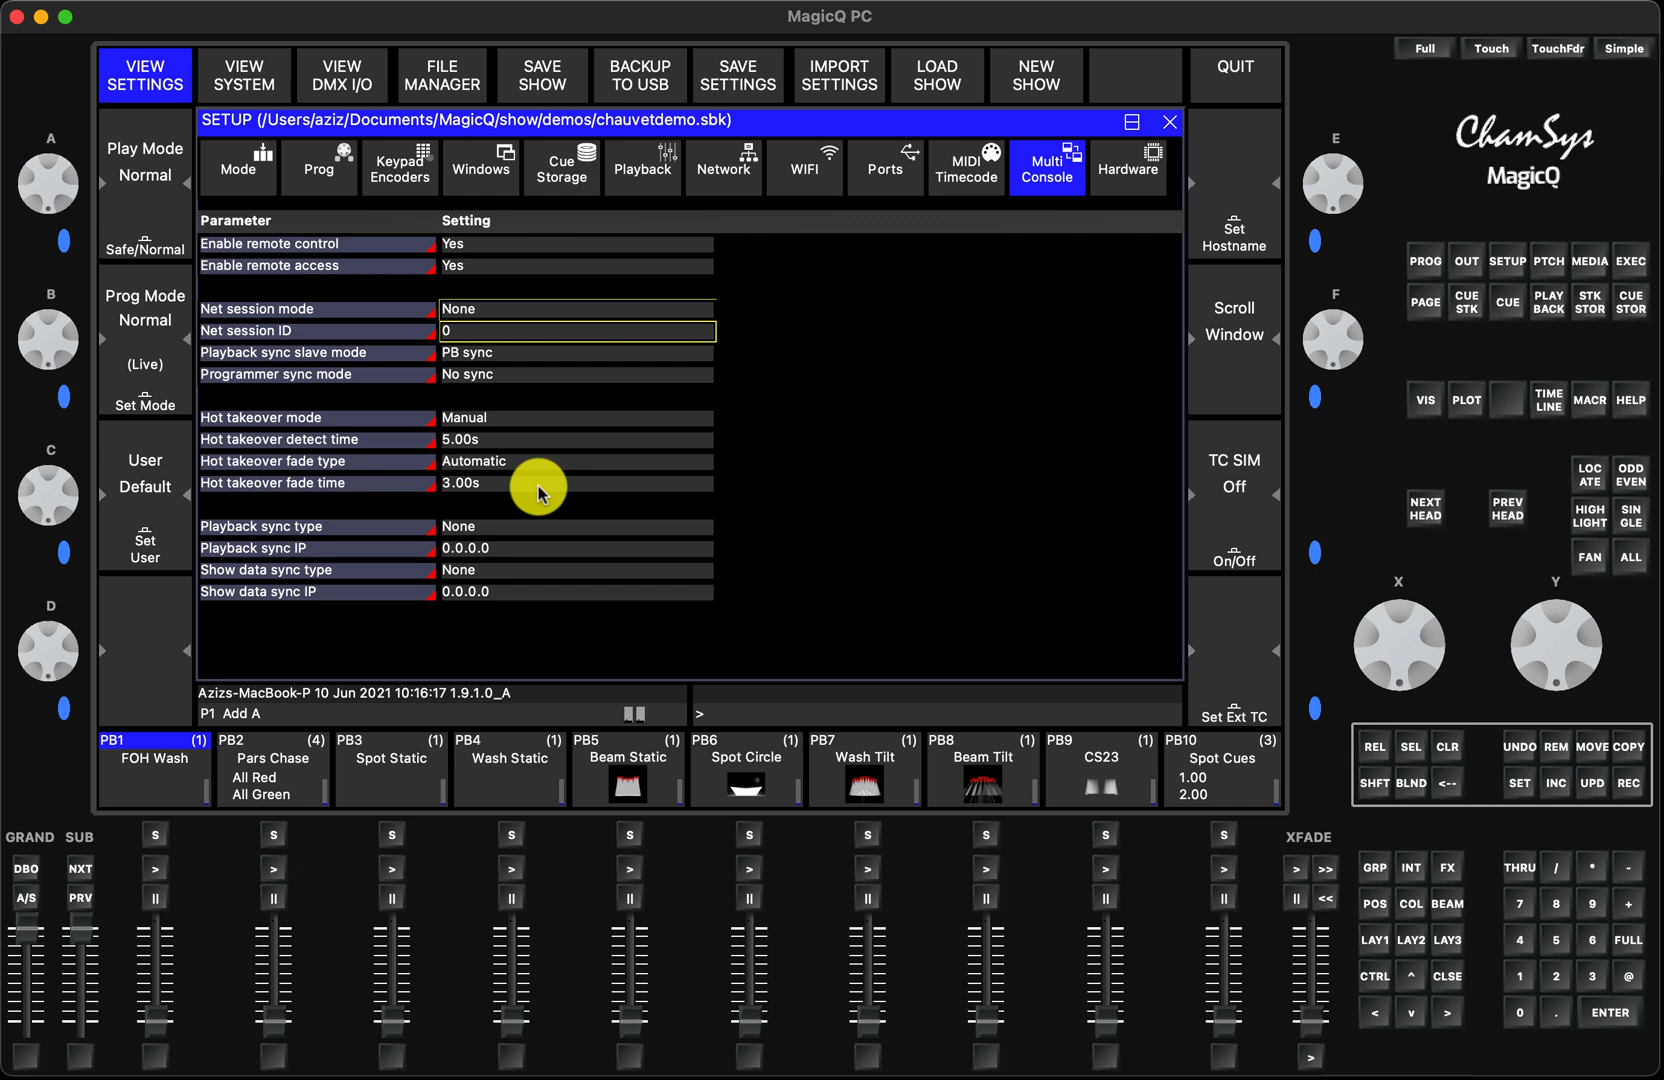 MagicQ PC
Full Touch TouchFdr Simple
VIEW SETTINGS
VIEW SYSTEM
VIEW DMX I/O
FILE MANAGER
SAVE SHOW
BACKUP TO USB
SAVE SETTINGS
IMPORT SETTINGS
LOAD SHOW
NEW SHOW
QUIT
SETUP (/Users/aziz/Documents/MagicQ/show/demos/chauvetdemo.sbk)
Mode
Prog
Keypad Encoders
Windows
Cue Storage
Playback
Network
WIFI
Ports
MIDI Timecode
Multi Console
Hardware
Parameter Setting
Enable remote control Yes
Enable remote access Yes
Net session mode None
Net session ID 0
Playback sync slave mode PB sync
Programmer sync mode No sync
Hot takeover mode Manual
Hot takeover detect time 5.00s
Hot takeover fade type Automatic
Hot takeover fade time 3.00s
Playback sync type None
Playback sync IP 0.0.0.0
Show data sync type None
Show data sync IP 0.0.0.0
Azizs-MacBook-P 10 Jun 2021 10:16:17 1.9.1.0_A
P1 Add A
>
A
Play Mode
Normal
Safe/Normal
B
Prog Mode
Normal
(Live)
Set Mode
C
User
Default
Set
User
D
E
Set
Hostname
F
Scroll
Window
TC SIM
Off
On/Off
Set Ext TC
PB1 (1)
FOH Wash
PB2 (4)
Pars Chase
All Red
All Green
PB3 (1)
Spot Static
PB4 (1)
Wash Static
PB5 (1)
Beam Static
PB6 (1)
Spot Circle
PB7 (1)
Wash Tilt
PB8 (1)
Beam Tilt
PB9 (1)
CS23
PB10 (3)
Spot Cues
1.00
2.00
ChamSys
MagicQ
PROG OUT SETUP PTCH MEDIA EXEC
PAGE
CUE STK
CUE
PLAY BACK
STK STOR
CUE STOR
VIS PLOT
TIME LINE
MACR HELP
LOC ATE
ODD EVEN
NEXT HEAD
PREV HEAD
HIGH LIGHT
SIN GLE
FAN ALL
X Y
REL SEL CLR UNDO REM MOVE COPY
SHFT BLND <-- SET INC UPD REC
GRAND SUB
DBO NXT
A/S PRV
S S S S S S S S S S
> > > > > > > > > >
II II II II II II II II II II
XFADE
> >>
II <<
>
GRP INT FX THRU / * -
POS COL BEAM 7 8 9 +
LAY1 LAY2 LAY3 4 5 6 FULL
CTRL ^ CLSE 1 2 3 @
< v > 0 . ENTER